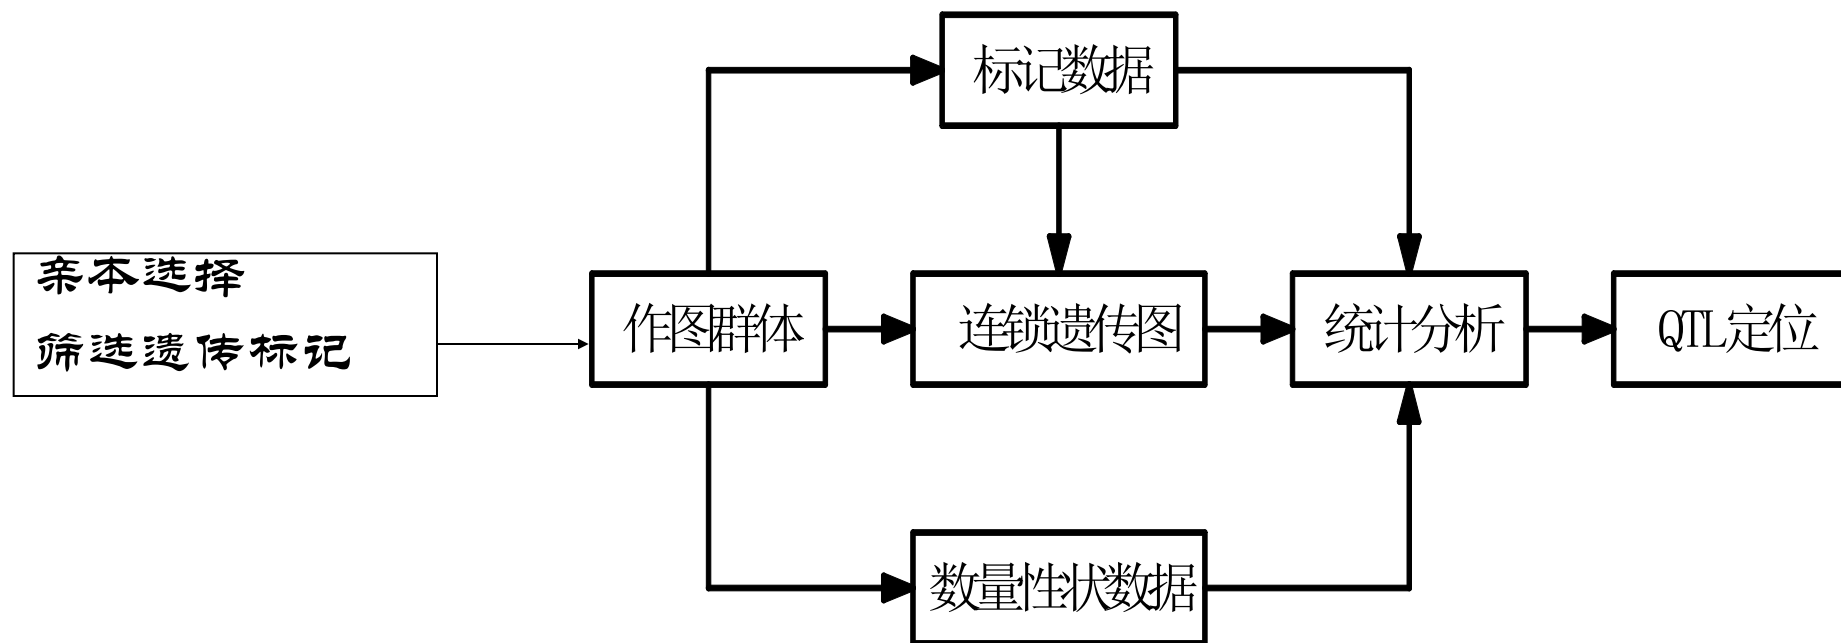 标记数据
亲本选择
筛选遗传标记
作图群体
连锁遗传图
统计分析
QTL定位
数量性状数据